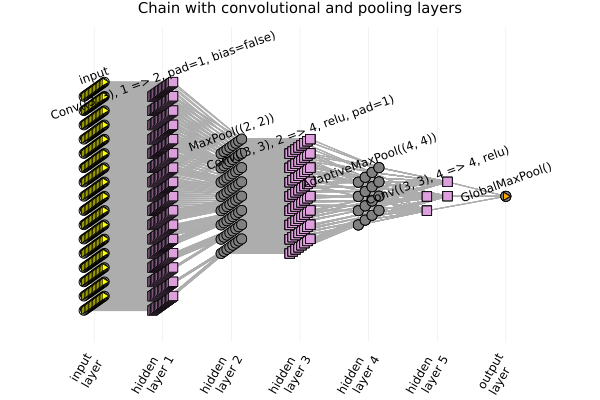 Chain with convolutional and pooling layers
input
Conv((3, 3), 1 => 2, pad=1, bias=false)
MaxPool((2, 2))
Conv((3, 3), 2 => 4, relu, pad=1)
AdaptiveMaxPool((4, 4))
Conv((3, 3), 4 => 4, relu)
GlobalMaxPool()
input
layer
hidden
layer 1
hidden
layer 2
hidden
layer 3
hidden
layer 4
hidden
layer 5
output
layer